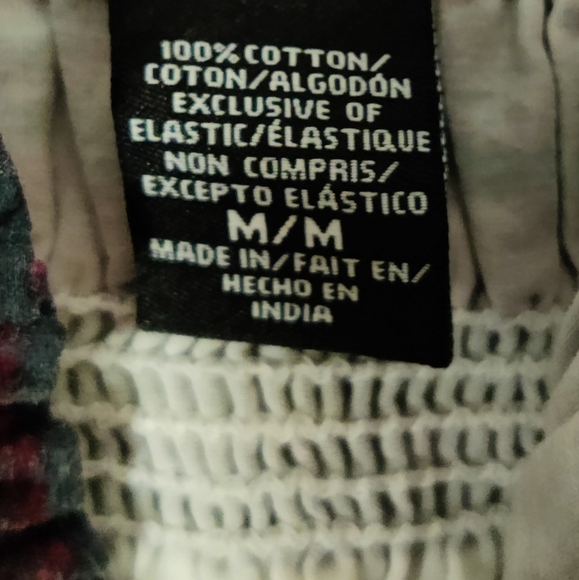 100% COTTON/
COTON/ALGODÓN
EXCLUSIVE OF
ELASTIC/ÉLASTIQUE
NON COMPRIS/
EXCEPTO ELÁSTICO
M/M
MADE IN/FAIT EN/
HECHO EN
INDIA